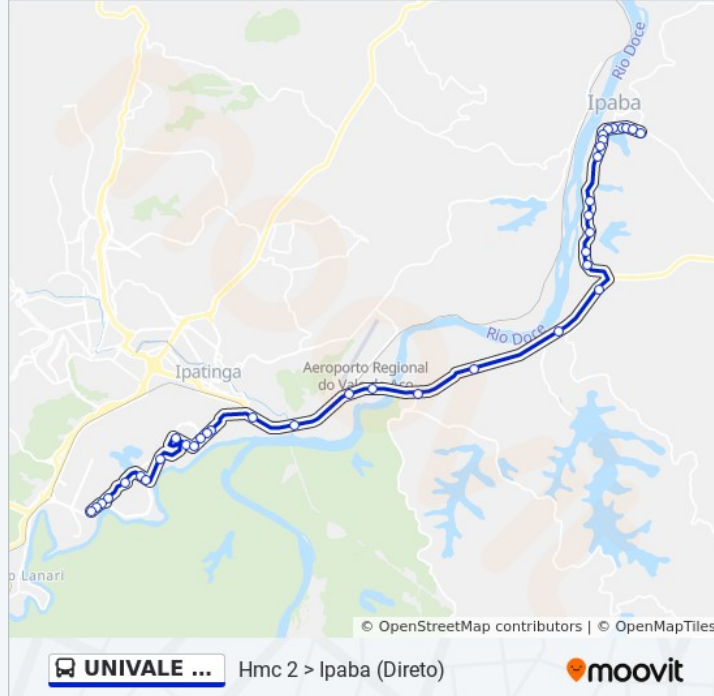 Rio Doce
Ipaba
Rio Doce
Ipatinga
Aeroporto Regional
do Vale do Aço
o Lanari
© OpenStreetMap contributors | © OpenMapTiles
UNIVALE ...
Hmc 2 > Ipaba (Direto)
moovit